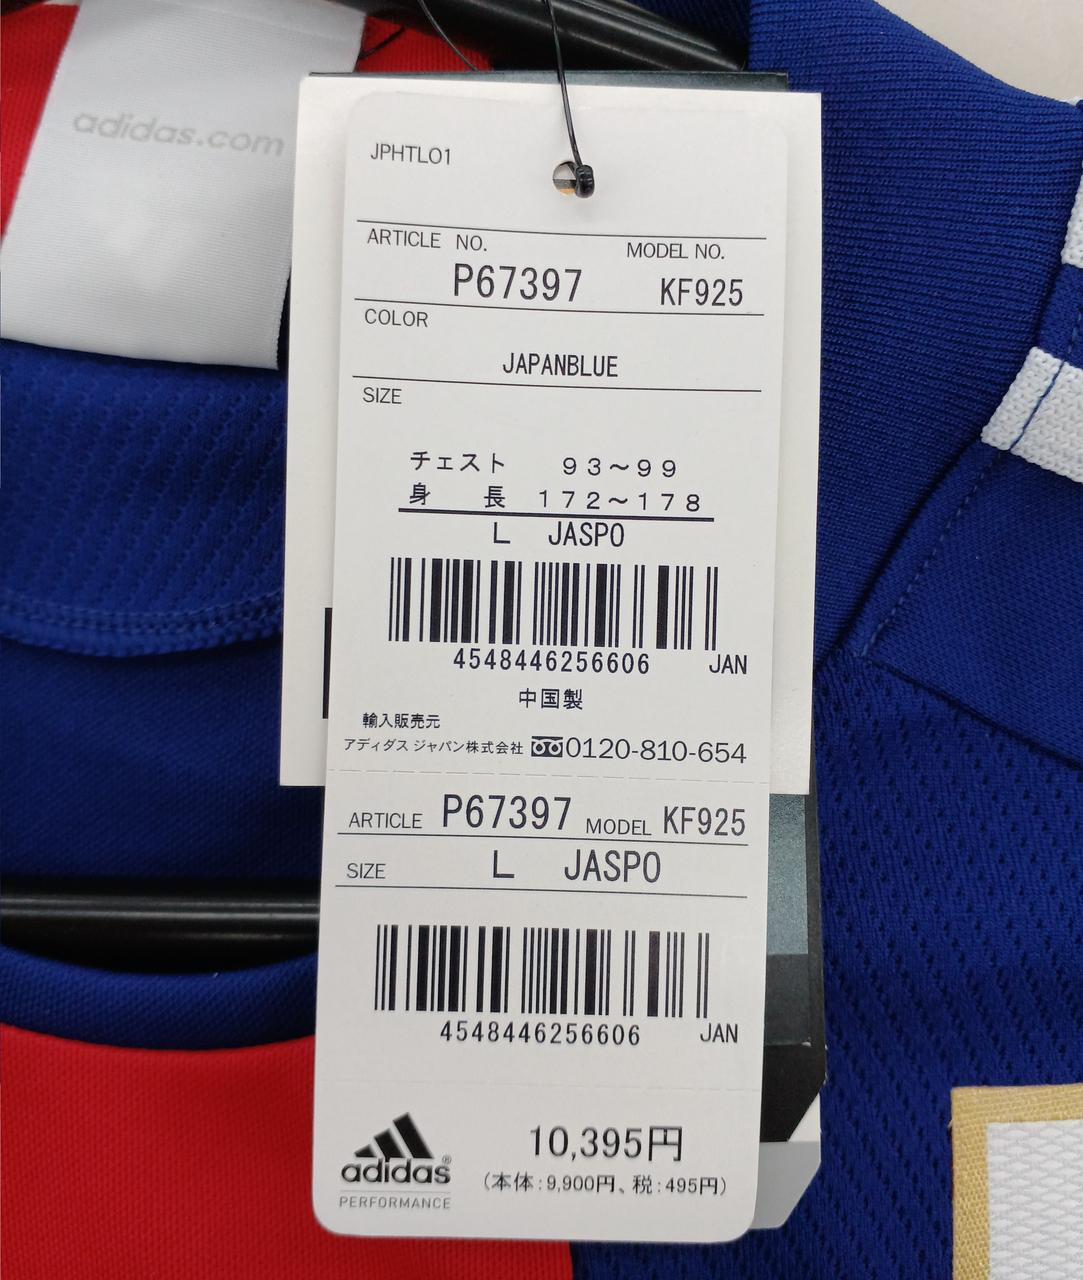 adidas.com
JPHTL01
ARTICLE NO. MODEL NO.
P67397 KF925
COLOR
JAPANBLUE
SIZE
チェスト 93〜99
身 長 172〜178
L JASPO
4548446256606 JAN
中国製
輸入販売元
アディダス ジャパン株式会社 0120-810-654
ARTICLE P67397 MODEL KF925
SIZE L JASPO
4548446256606 JAN
adidas®
PERFORMANCE
10,395円
(本体:9,900円、税:495円)